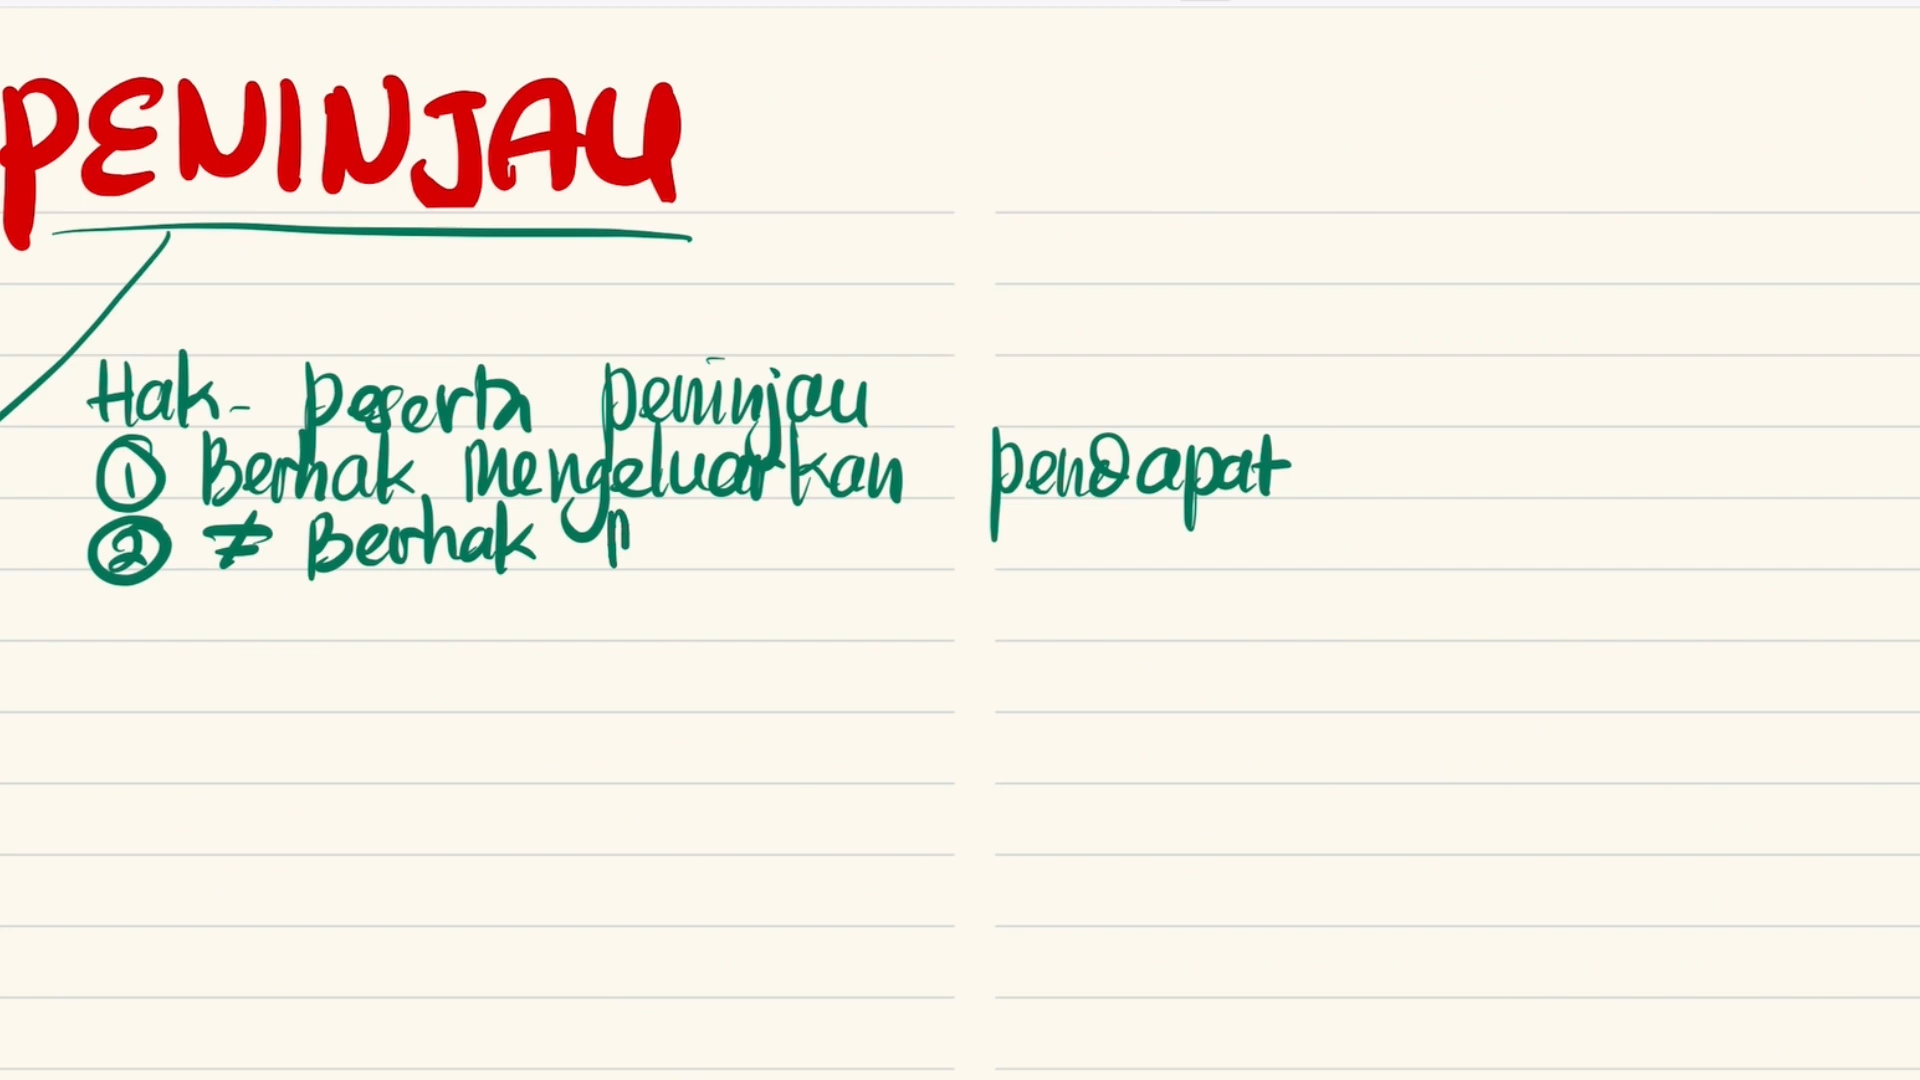 PENINJAU
Hak- peserta peninjau
① Berhak mengeluarkan pendapat
② ≠ Berhak